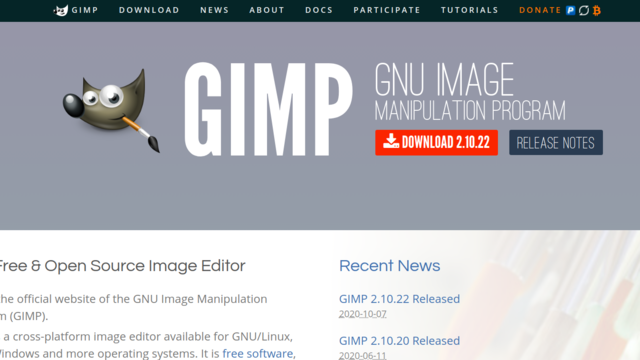 GIMP DOWNLOAD NEWS ABOUT DOCS PARTICIPATE TUTORIALS DONATE
GIMP
GNU IMAGE
MANIPULATION PROGRAM
DOWNLOAD 2.10.22 RELEASE NOTES
Free & Open Source Image Editor
he official website of the GNU Image Manipulation
m (GIMP).
a cross-platform image editor available for GNU/Linux,
Windows and more operating systems. It is free software,
Recent News
GIMP 2.10.22 Released
2020-10-07
GIMP 2.10.20 Released
2020-06-11